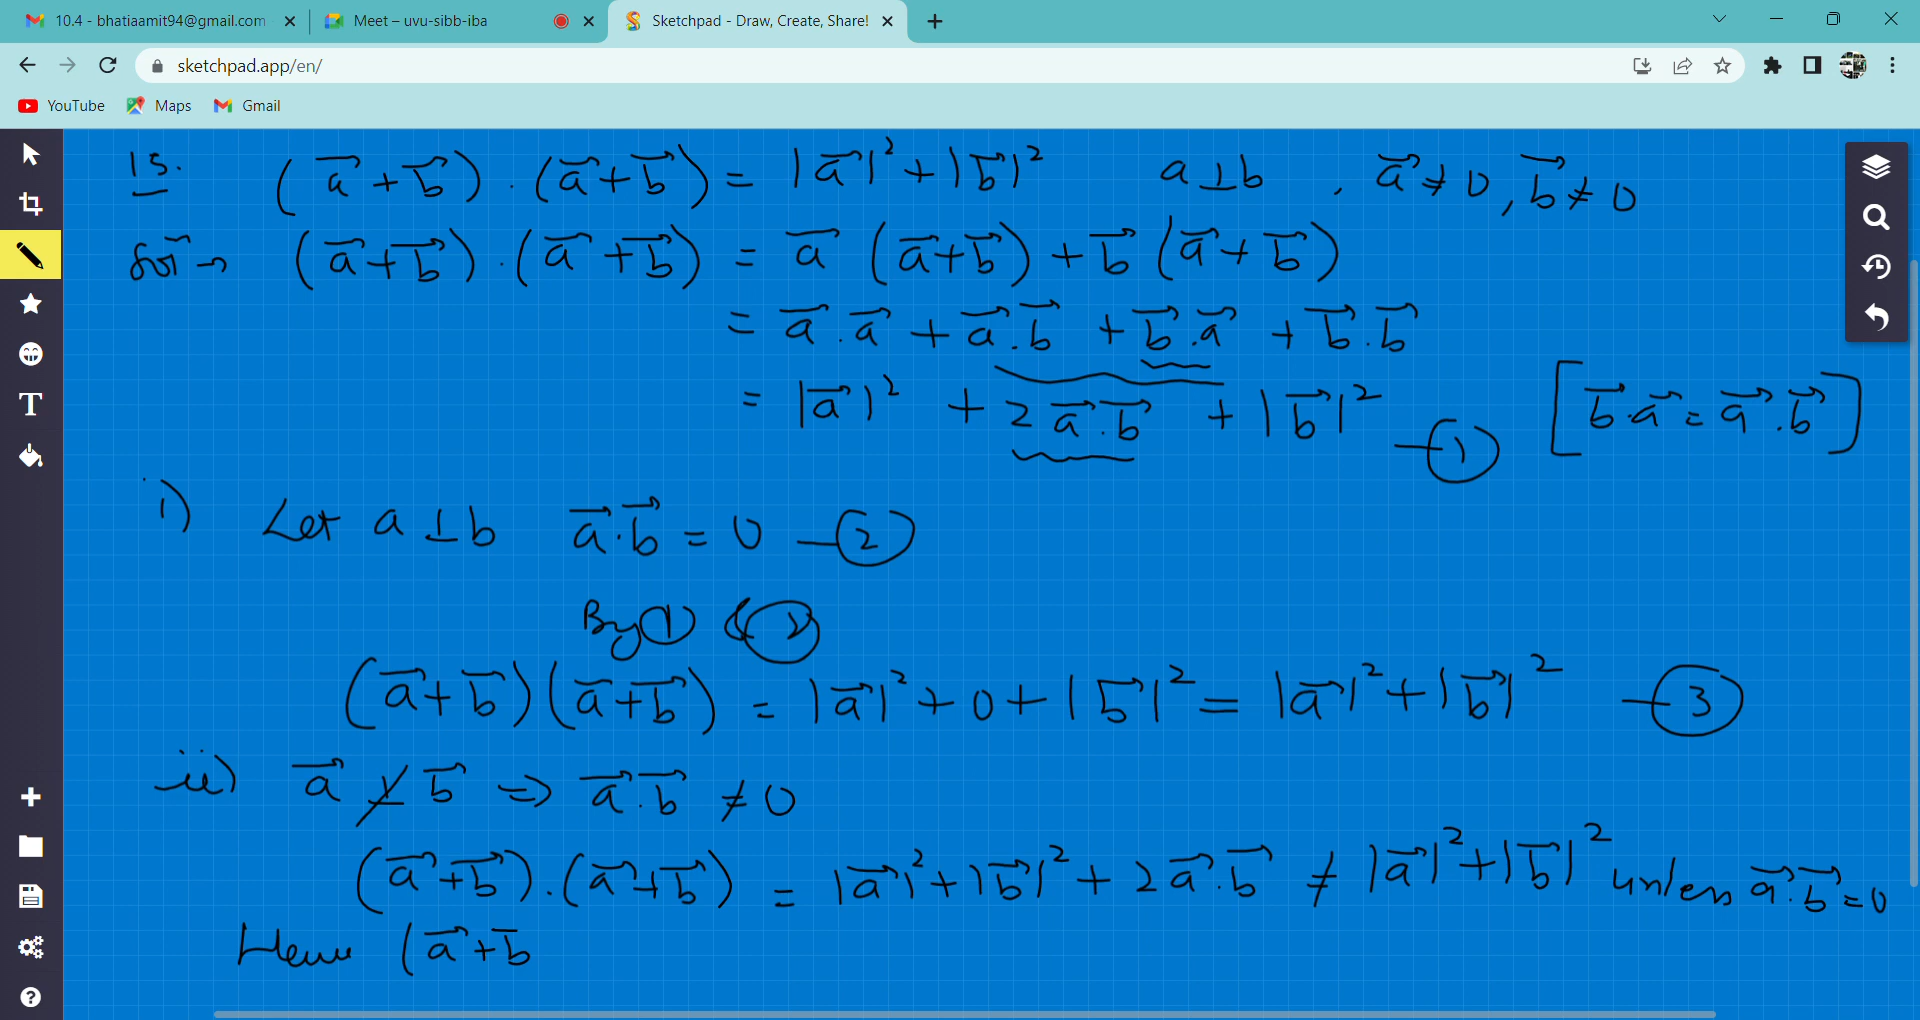 10.4 - bhatiaamit94@gmail.com
Meet – uvu-sibb-iba
Sketchpad - Draw, Create, Share!
sketchpad.app/en/
YouTube Maps Gmail
15. (a⃗+b⃗).(a⃗+b⃗) = |a⃗|²+|b⃗|² a⊥b , a⃗≠0, b⃗≠0
Sol→ (a⃗+b⃗).(a⃗+b⃗) = a⃗ (a⃗+b⃗) + b⃗ (a⃗+b⃗)
= a⃗.a⃗ + a⃗.b⃗ + b⃗.a⃗ + b⃗.b⃗
= |a⃗|² + 2a⃗.b⃗ + |b⃗|² —① [b⃗.a⃗ = a⃗.b⃗]
i) Let a⊥b a⃗.b⃗ = 0 —②
By ① & ②
(a⃗+b⃗)(a⃗+b⃗) = |a⃗|²+0+|b⃗|² = |a⃗|²+|b⃗|² —③
ii) a⃗ ⊥̸ b⃗ ⇒ a⃗.b⃗ ≠ 0
(a⃗+b⃗).(a⃗+b⃗) = |a⃗|²+|b⃗|²+2a⃗.b⃗ ≠ |a⃗|²+|b⃗|² unless a⃗.b⃗=0
Hence (a⃗+b